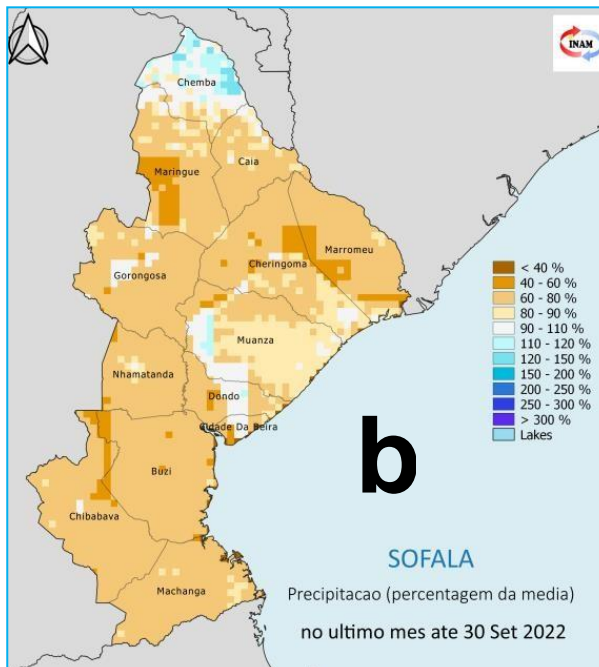 INAM
Chemba
Caia
Maringue
Marromeu
Cheringoma
Gorongosa
Muanza
Nhamatanda
Dondo
Cidade Da Beira
Buzi
Chibabava
Machanga
< 40 %
40 - 60 %
60 - 80 %
80 - 90 %
90 - 110 %
110 - 120 %
120 - 150 %
150 - 200 %
200 - 250 %
250 - 300 %
> 300 %
Lakes
b
SOFALA
Precipitacao (percentagem da media)
no ultimo mes ate 30 Set 2022